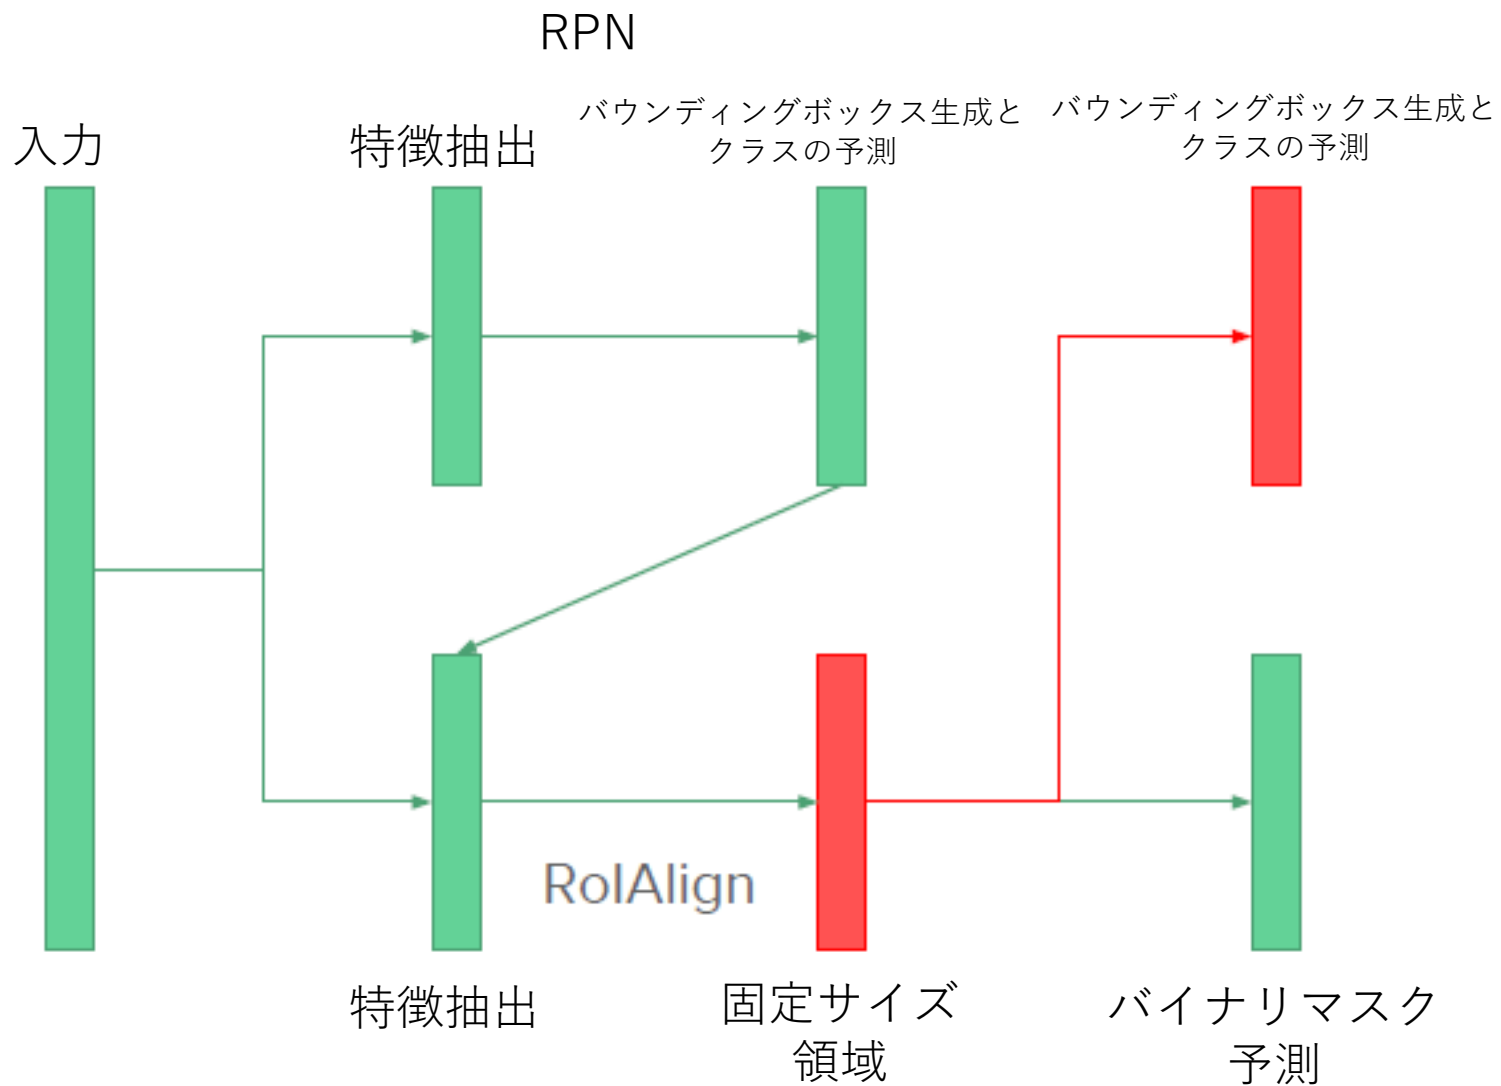 RPN
入力
特徴抽出
バウンディングボックス生成と
クラスの予測
バウンディングボックス生成と
クラスの予測
RoIAlign
特徴抽出
固定サイズ
領域
バイナリマスク
予測